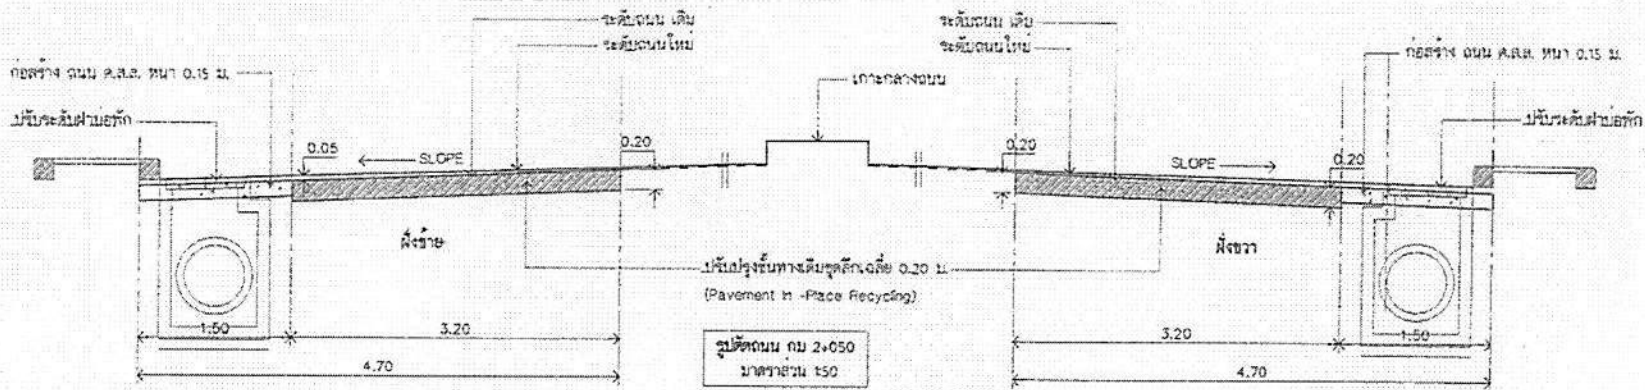 ระดับถนน เดิม
ระดับถนนใหม่
ก่อสร้าง ถนน ค.ส.ล. หนา 0.15 ม.
ปรับระดับฝาบ่อพัก
0.05
SLOPE
0.20
เกาะกลางถนน
ระดับถนน เดิม
ระดับถนนใหม่
ก่อสร้าง ถนน ค.ส.ล. หนา 0.15 ม.
ปรับระดับฝาบ่อพัก
0.20
SLOPE
0.20
ฝั่งซ้าย
ฝั่งขวา
ปรับปรุงชั้นทางเดิมขุดลึกเฉลี่ย 0.20 ม.
(Pavement In -Place Recycling)
1.50
3.20
4.70
3.20
1.50
4.70
รูปตัดถนน กม 2+050
มาตราส่วน 1:50